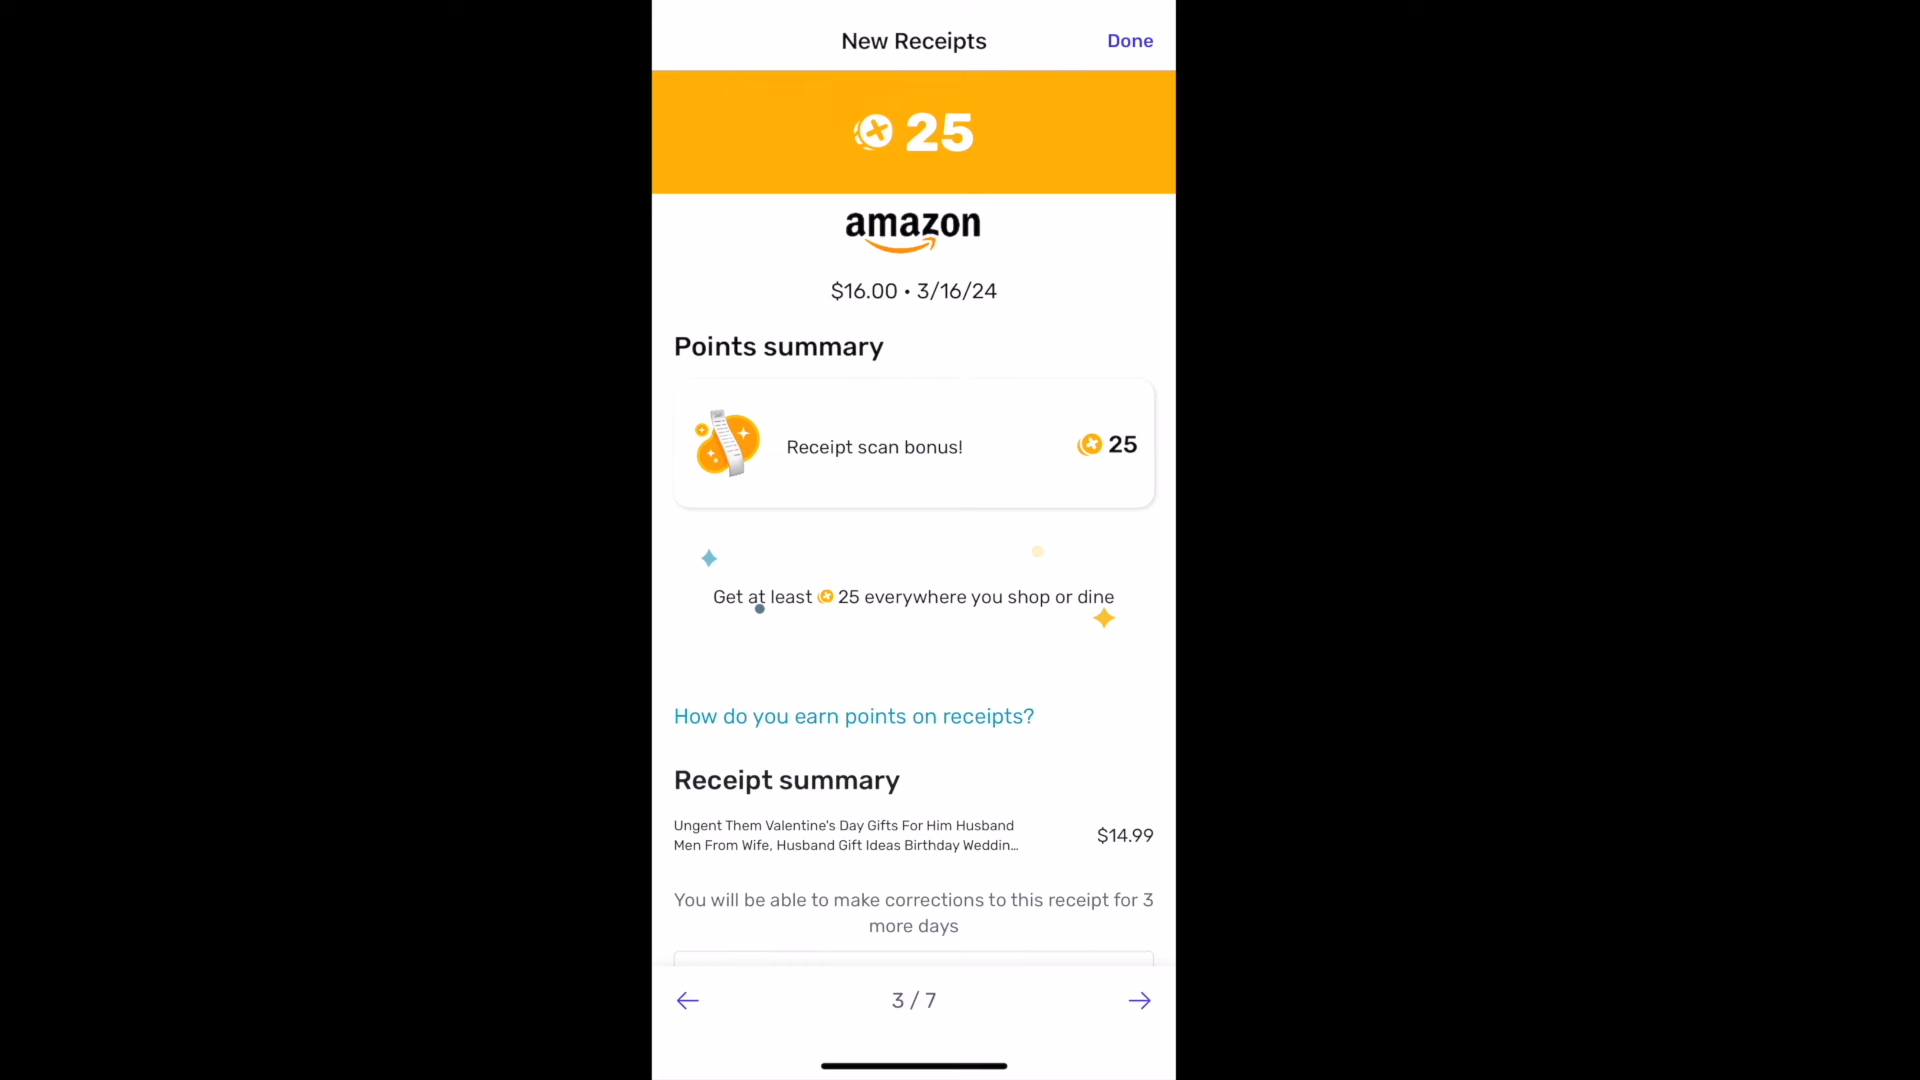 New Receipts
Done
25
amazon
$16.00 • 3/16/24
Points summary
Receipt scan bonus!
25
Get at least 25 everywhere you shop or dine
How do you earn points on receipts?
Receipt summary
Ungent Them Valentine's Day Gifts For Him Husband
Men From Wife, Husband Gift Ideas Birthday Weddin…
$14.99
You will be able to make corrections to this receipt for 3
more days
3 / 7